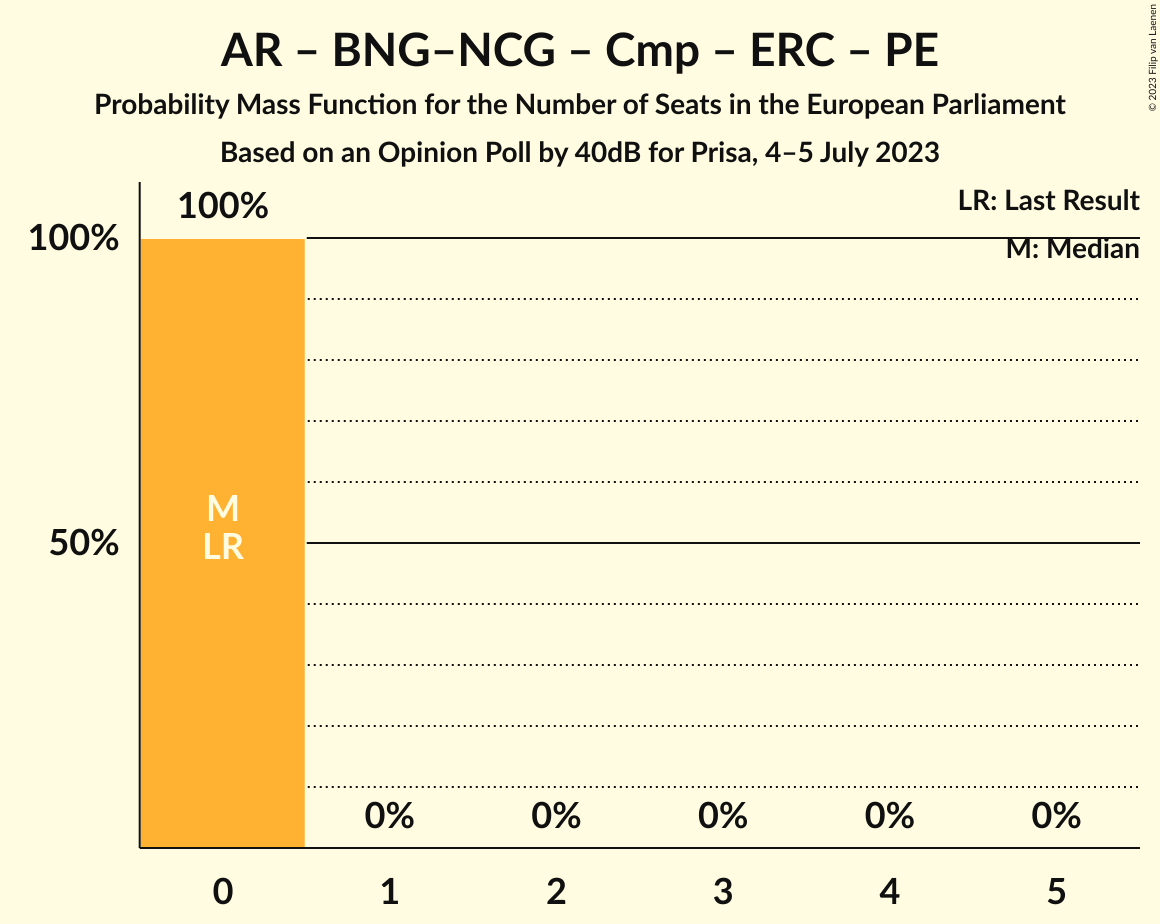 AR – BNG–NCG – Cmp – ERC – PE
Probability Mass Function for the Number of Seats in the European Parliament
Based on an Opinion Poll by 40dB for Prisa, 4–5 July 2023
© 2023 Filip van Laenen
LR: Last Result
M: Median
100%
100%
50%
M
LR
0% 0% 0% 0% 0%
0 1 2 3 4 5